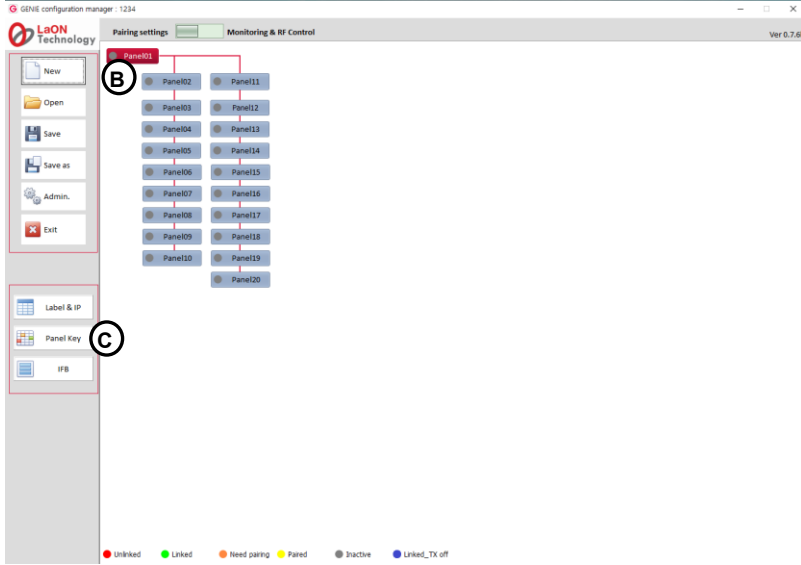 GENIE configuration manager : 1234
LaON
Technology
Pairing settings
Monitoring & RF Control
Ver 0.7.6
New
Open
Save
Save as
Admin.
Exit
Label & IP
Panel Key
IFB
B
C
Panel01
Panel02
Panel11
Panel03
Panel12
Panel04
Panel13
Panel05
Panel14
Panel06
Panel15
Panel07
Panel16
Panel08
Panel17
Panel09
Panel18
Panel10
Panel19
Panel20
Unlinked
Linked
Need pairing
Paired
Inactive
Linked_TX off